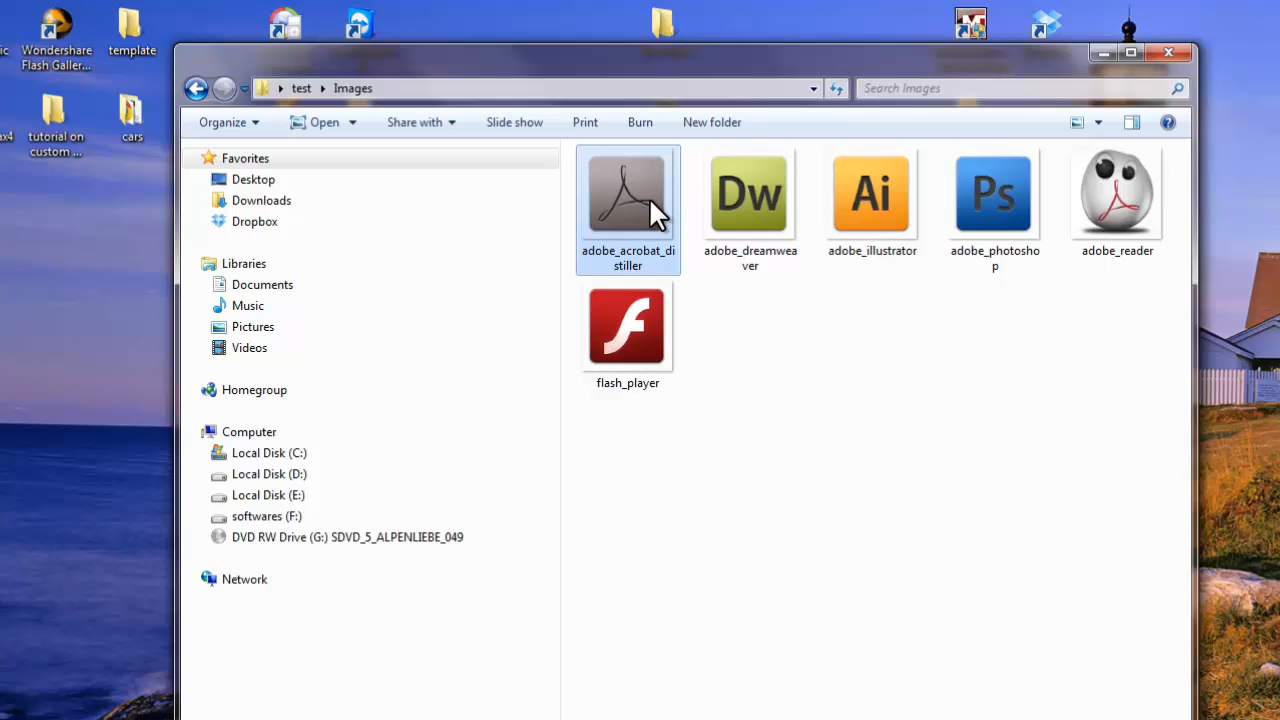 Wondershare
Flash Galler...
template
ic
ax4
tutorial on
custom ...
cars
test
Images
Search Images
Organize
Open
Share with
Slide show
Print
Burn
New folder
Favorites
Desktop
Downloads
Dropbox
Libraries
Documents
Music
Pictures
Videos
Homegroup
Computer
Local Disk (C:)
Local Disk (D:)
Local Disk (E:)
softwares (F:)
DVD RW Drive (G:) SDVD_5_ALPENLIEBE_049
Network
Dw
Ai
Ps
adobe_acrobat_di
stiller
adobe_dreamwea
ver
adobe_illustrator
adobe_photosho
p
adobe_reader
flash_player